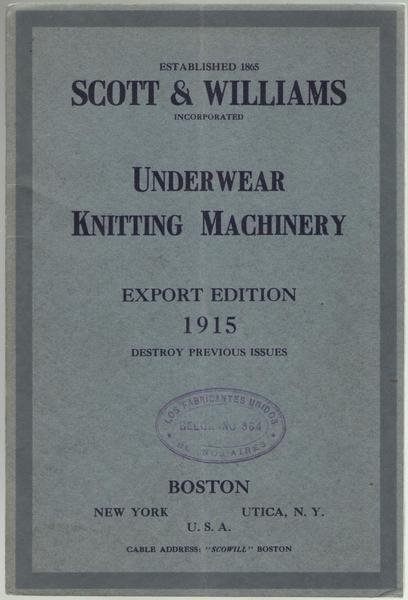 ESTABLISHED 1865
SCOTT & WILLIAMS
INCORPORATED
UNDERWEAR
KNITTING MACHINERY
EXPORT EDITION
1915
DESTROY PREVIOUS ISSUES
LOS FABRICANTES UNIDOS
BELGRANO 364
BUENOS AIRES
BOSTON
NEW YORK UTICA, N. Y.
U. S. A.
CABLE ADDRESS: "SCOWILL" BOSTON